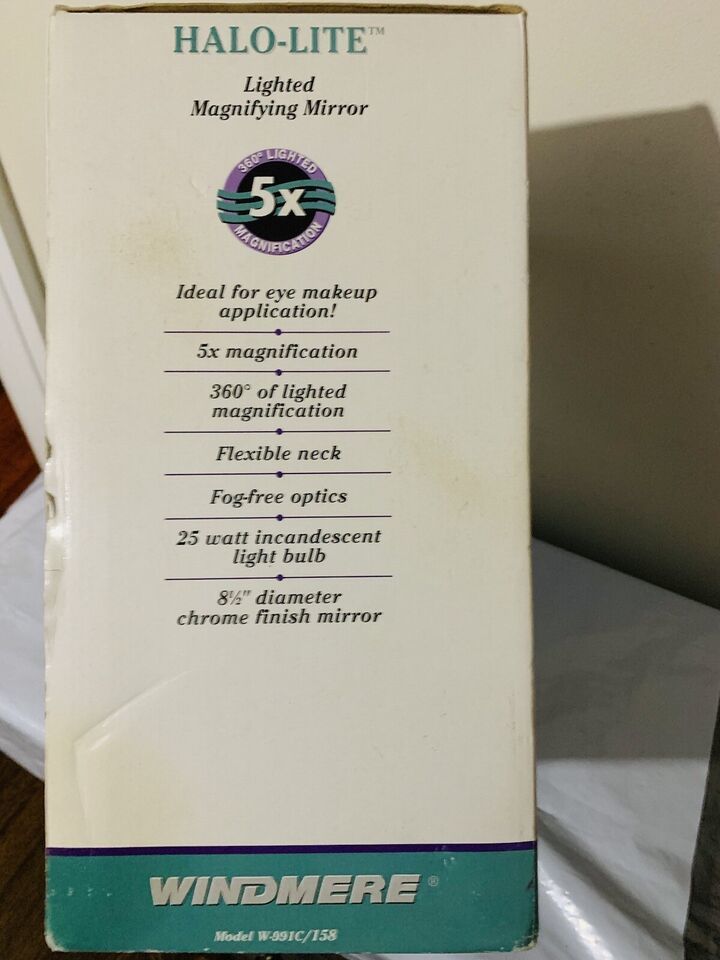 HALO-LITE™
Lighted
Magnifying Mirror
360° LIGHTED
5x
MAGNIFICATION
Ideal for eye makeup
application!
5x magnification
360° of lighted
magnification
Flexible neck
Fog-free optics
25 watt incandescent
light bulb
8½" diameter
chrome finish mirror
WINDMERE®
Model W-991C/158